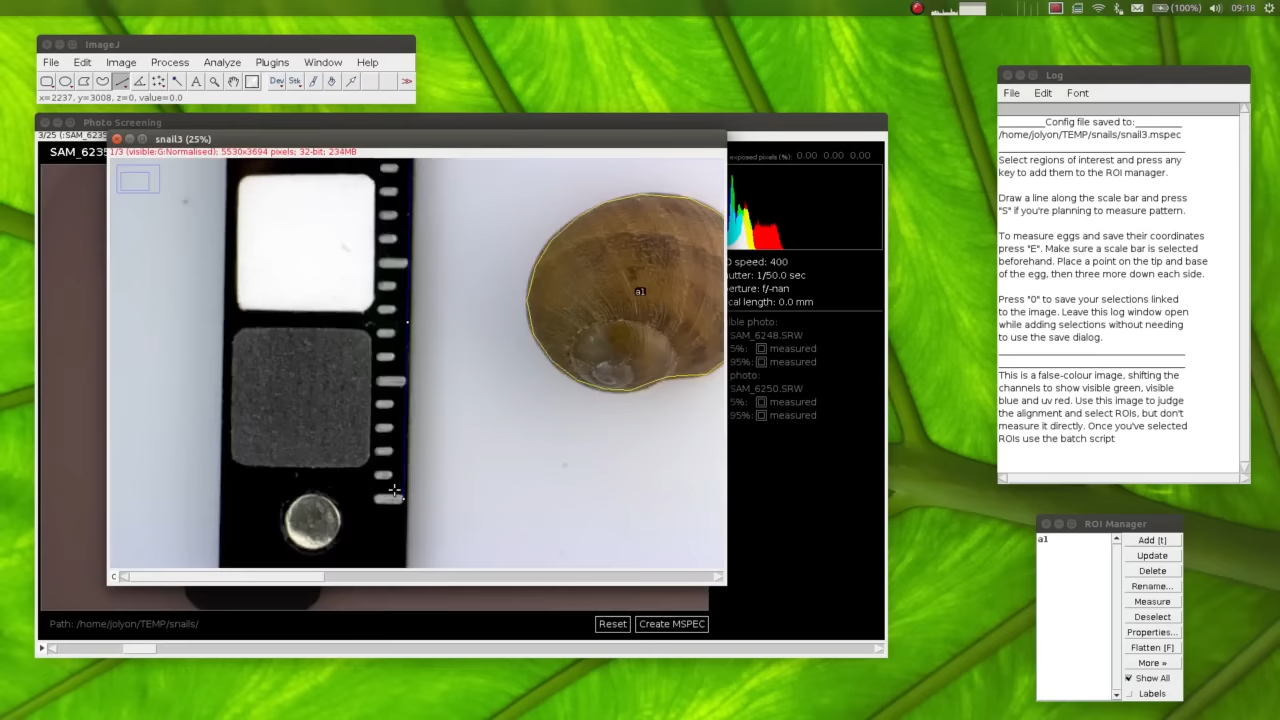 (100%)
09:18
ImageJ
File Edit Image Process Analyze Plugins Window Help
A Dev Stk >>
x=2237, y=3008, z=0, value=0.0
Photo Screening
3/25 (:SAM_6235
SAM_6235
snail3 (25%)
1/3 (visible:G:Normalised); 5530x3694 pixels; 32-bit; 234MB
a1
exposed pixels (%): 0.00 0.00 0.00
O speed: 400
utter: 1/50.0 sec
erture: f/-nan
cal length: 0.0 mm
ible photo:
SAM_6248.SRW
5%: measured
95%: measured
photo:
SAM_6250.SRW
5%: measured
95%: measured
C
Path: /home/jolyon/TEMP/snails/
Reset
Create MSPEC
Log
File Edit Font
Config file saved to:
/home/jolyon/TEMP/snails/snail3.mspec
Select regions of interest and press any
key to add them to the ROI manager.
Draw a line along the scale bar and press
"S" if you're planning to measure pattern.
To measure eggs and save their coordinates
press "E". Make sure a scale bar is selected
beforehand. Place a point on the tip and base
of the egg, then three more down each side.
Press "0" to save your selections linked
to the image. Leave this log window open
while adding selections without needing
to use the save dialog.
This is a false-colour image, shifting the
channels to show visible green, visible
blue and uv red. Use this image to judge
the alignment and select ROIs, but don't
measure it directly. Once you've selected
ROIs use the batch script
ROI Manager
a1
Add [t]
Update
Delete
Rename...
Measure
Deselect
Properties...
Flatten [F]
More »
Show All
Labels